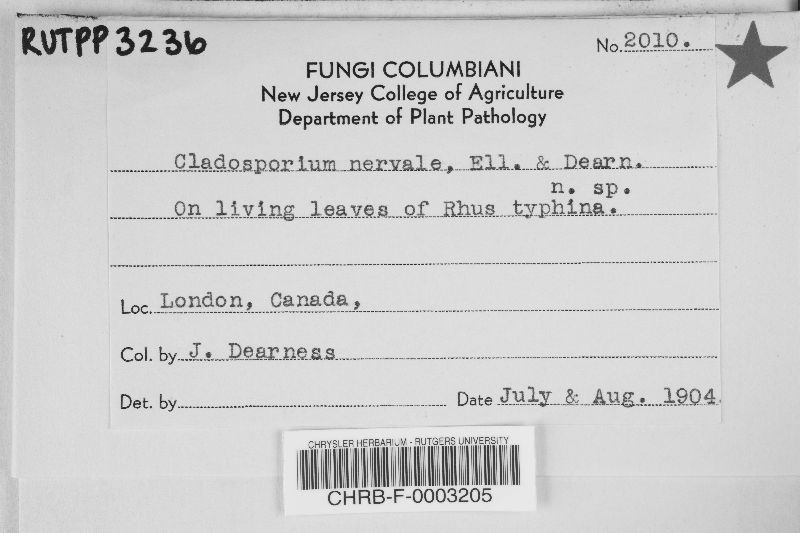 RUTPP 3236
No. 2010.
FUNGI COLUMBIANI
New Jersey College of Agriculture
Department of Plant Pathology
Cladosporium nervale, Ell. & Dearn.
n. sp.
On living leaves of Rhus typhina.
Loc. London, Canada,
Col. by J. Dearness
Det. by
Date July & Aug. 1904.
CHRYSLER HERBARIUM - RUTGERS UNIVERSITY
CHRB-F-0003205